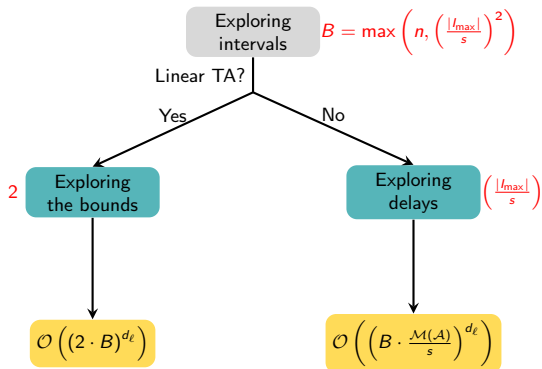 Exploring
intervals
B = max(n, (|I_max|/s)^2)
Linear TA?
Yes
No
2
Exploring
the bounds
Exploring
delays
(|I_max|/s)
𝒪((2 · B)^{d_ℓ})
𝒪((B · ℳ(𝒜)/s)^{d_ℓ})